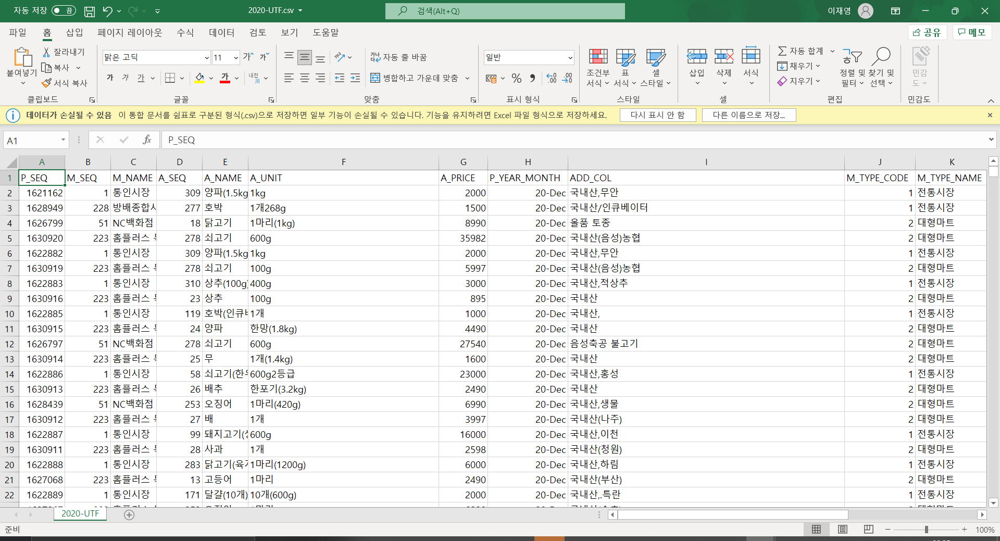 자동 저장 끔 2020-UTF.csv 검색(Alt+Q) 이재영
파일 홈 삽입 페이지 레이아웃 수식 데이터 검토 보기 도움말 공유 메모
붙여넣기 잘라내기 복사 서식 복사 클립보드
맑은 고딕 11 가 가 가 가 가 가 내천 川 글꼴
가나 다라 자동 줄 바꿈 병합하고 가운데 맞춤 맞춤
일반 % 표시 형식
조건부 서식 표 서식 셀 스타일 스타일
삽입 삭제 서식 셀
자동 합계 채우기 지우기 정렬 및 필터 찾기 및 선택 편집
민감도 민감도
데이터가 손실될 수 있음 이 통합 문서를 쉼표로 구분된 형식(.csv)으로 저장하면 일부 기능이 손실될 수 있습니다. 기능을 유지하려면 Excel 파일 형식으로 저장하세요. 다시 표시 안 함 다른 이름으로 저장...
A1 fx P_SEQ
A B C D E F G H I J K
1 P_SEQ M_SEQ M_NAME A_SEQ A_NAME A_UNIT A_PRICE P_YEAR_MONTH ADD_COL M_TYPE_CODE M_TYPE_NAME
2 1621162 1 통인시장 309 양파(1.5kg 1kg 2000 20-Dec 국내산,무안 1 전통시장
3 1628949 228 방배종합시 277 호박 1개268g 1500 20-Dec 국내산/인큐베이터 1 전통시장
4 1626799 51 NC백화점 18 닭고기 1마리(1kg) 8990 20-Dec 올품 토종 2 대형마트
5 1630920 223 홈플러스 278 쇠고기 600g 35982 20-Dec 국내산(음성)농협 2 대형마트
6 1622882 1 통인시장 309 양파(1.5kg 1kg 2000 20-Dec 국내산,무안 1 전통시장
7 1630919 223 홈플러스 278 쇠고기 100g 5997 20-Dec 국내산(음성)농협 2 대형마트
8 1622883 1 통인시장 310 상추(100g) 400g 3000 20-Dec 국내산,적상추 1 전통시장
9 1630916 223 홈플러스 23 상추 100g 895 20-Dec 국내산 2 대형마트
10 1622885 1 통인시장 119 호박(인큐 1개 1000 20-Dec 국내산, 1 전통시장
11 1630915 223 홈플러스 24 양파 한망(1.8kg) 4490 20-Dec 국내산 2 대형마트
12 1626797 51 NC백화점 278 쇠고기 600g 27540 20-Dec 음성축공 불고기 2 대형마트
13 1630914 223 홈플러스 25 무 1개(1.4kg) 1600 20-Dec 국내산 2 대형마트
14 1622886 1 통인시장 58 쇠고기(한우 600g2등급 23000 20-Dec 국내산,홍성 1 전통시장
15 1630913 223 홈플러스 26 배추 한포기(3.2kg) 2490 20-Dec 국내산 2 대형마트
16 1628439 51 NC백화점 253 오징어 1마리(420g) 6990 20-Dec 국내산,생물 2 대형마트
17 1630912 223 홈플러스 27 배 1개 3997 20-Dec 국내산(나주) 2 대형마트
18 1622887 1 통인시장 99 돼지고기( 600g 16000 20-Dec 국내산,이천 1 전통시장
19 1630911 223 홈플러스 28 사과 1개 2598 20-Dec 국내산(청원) 2 대형마트
20 1622888 1 통인시장 283 닭고기(육계 1마리(1200g) 6000 20-Dec 국내산,하림 1 전통시장
21 1627068 223 홈플러스 13 고등어 1마리 2490 20-Dec 국내산(부산) 2 대형마트
22 1622889 1 통인시장 171 달걀(10개) 10개(600g) 2000 20-Dec 국내산,.특란 1 전통시장
2020-UTF
준비 100%